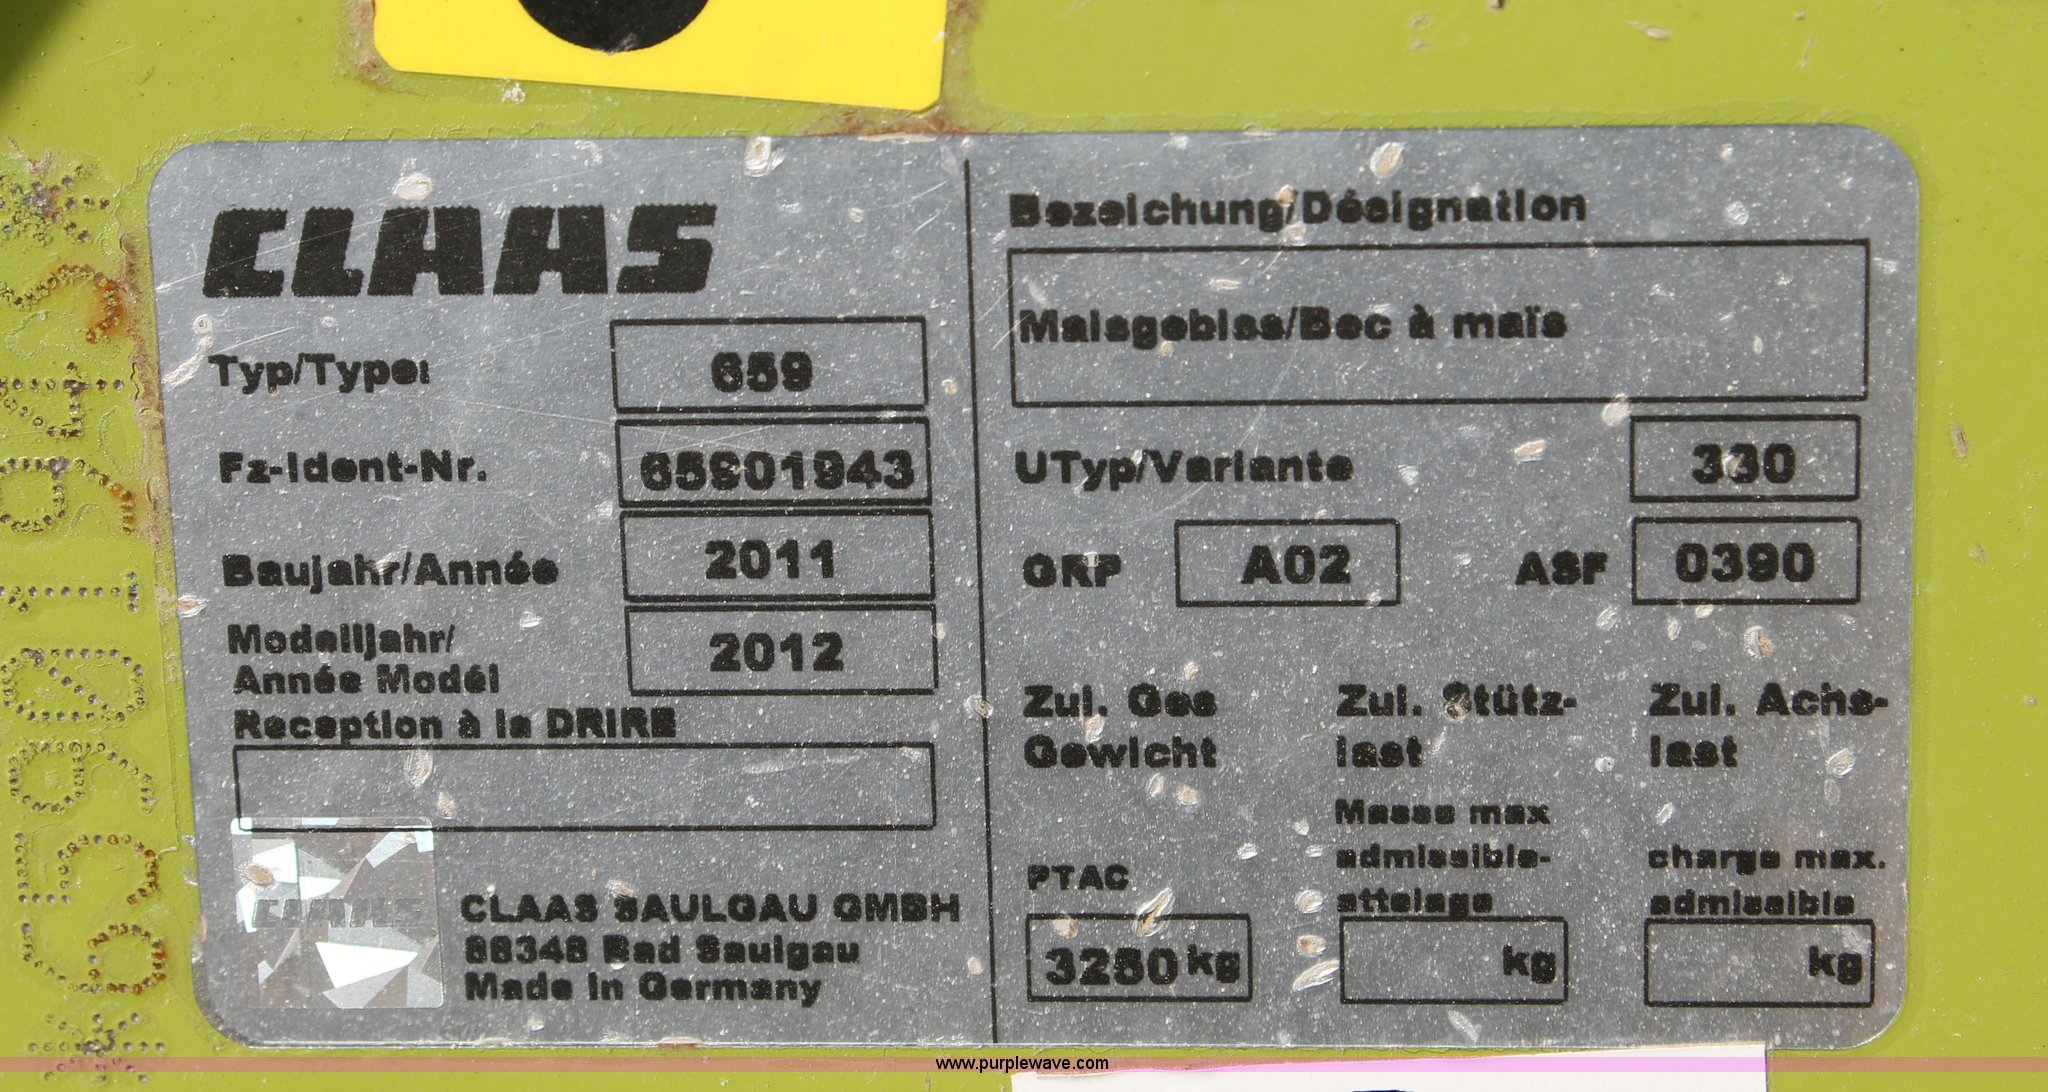 CLAAS
Typ/Type: 659
Fz-Ident-Nr. 65901943
Baujahr/Année 2011
Modelljahr/
Année Modél 2012
Reception à la DRIRE
CLAAS
CLAAS SAULGAU GMBH
88348 Bad Saulgau
Made in Germany
Bezeichung/Désignation
Maisgebiss/Bec à maïs
UTyp/Variante 330
GRP A02 ASF 0390
Zul. Ges Gewicht
Zul. Stütz-last
Zul. Achs-last
PTAC
Masse max admissible-attelage
charge max. admissible
3250 kg
kg
kg
*65901943*
www.purplewave.com